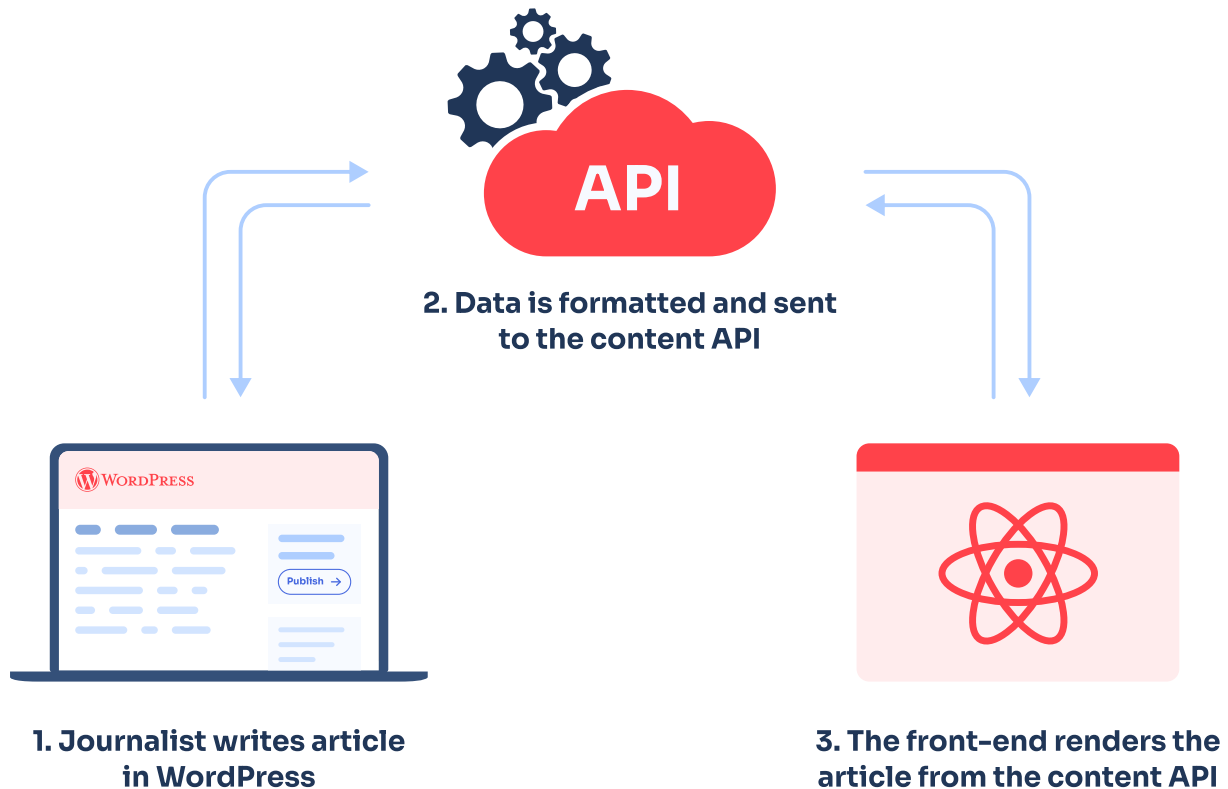 API
2. Data is formatted and sent
to the content API
WORDPRESS
Publish →
1. Journalist writes article
in WordPress
3. The front-end renders the
article from the content API